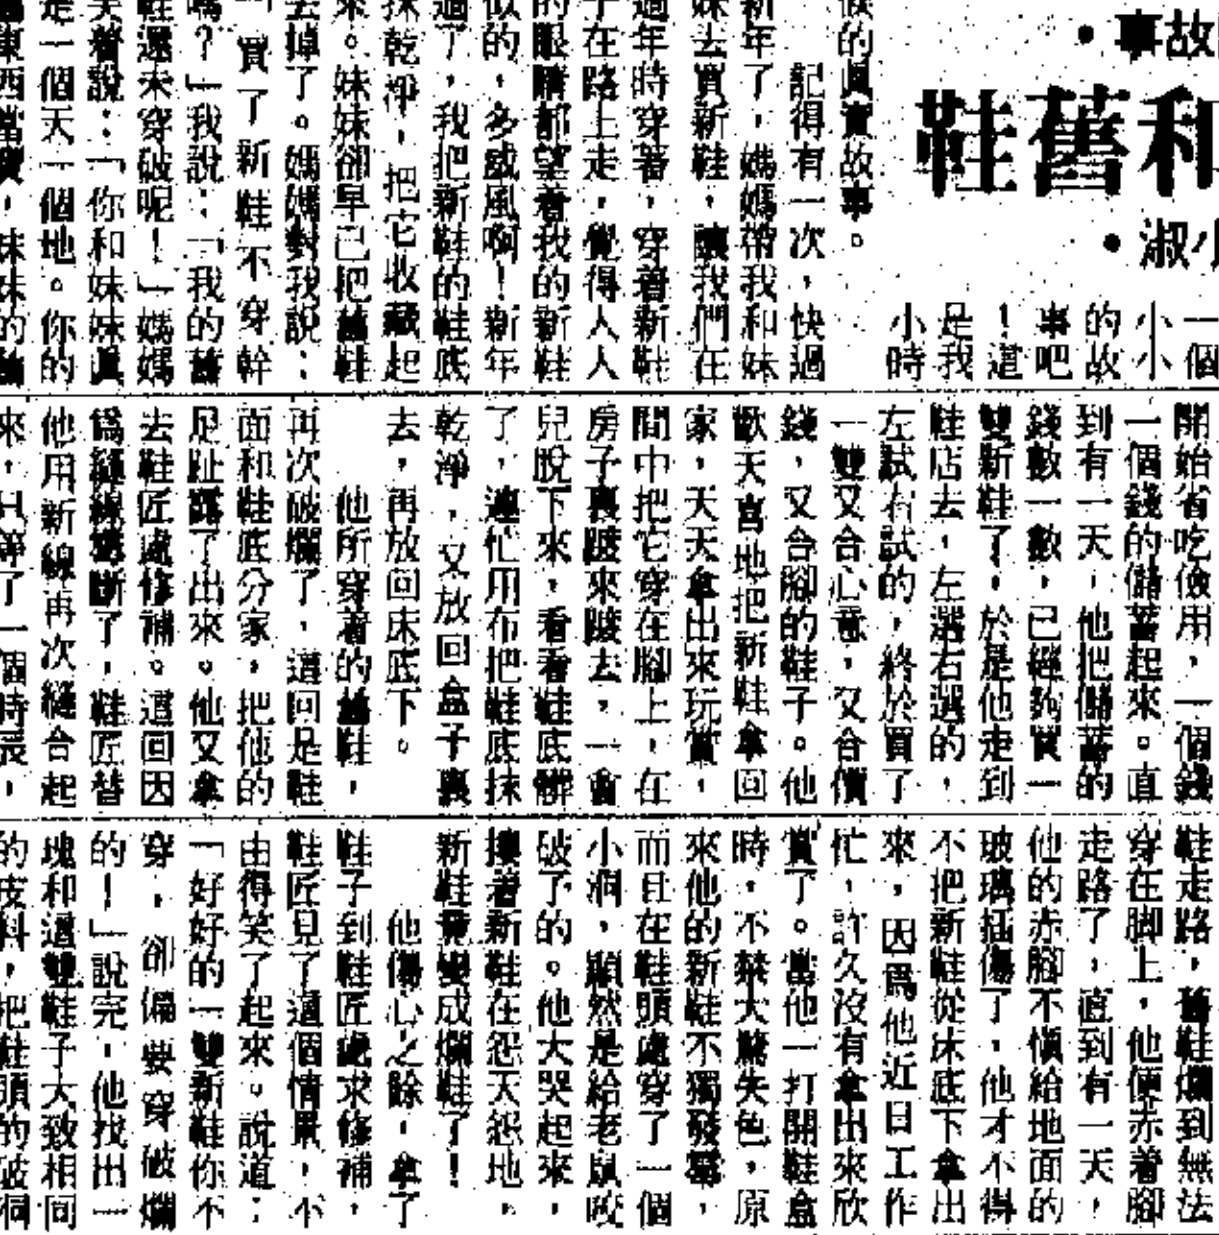 故事·
和舊鞋
小淑·
一個
小小
的故
事吧
！這
是我
小時
候的眞實故事。
記得有一次，快過
新年了，媽媽帶我和妹
妹去買新鞋，讓我們在
過年時穿著，穿着新鞋
子在路上走，覺得人人
的眼睛都望着我的新鞋
似的，多威風啊！新年
過了，我把新鞋的鞋底
抹乾淨，把它收藏起
來。妹妹卻早已把舊鞋
去掉了。媽媽對我說：
「買了新鞋不穿幹
嗎？」我說：「我的舊
鞋還未穿破呢！」媽媽
笑着說：「你和妹妹眞
是一個天一個地。你的
東西當寶，妹妹的舊
開始省吃儉用，一個錢
一個錢的儲蓄起來。直
到有一天，他把儲蓄的
錢數一數，已經夠買一
雙新鞋了，於是他走到
鞋店去，左選右選的，
左試右試的，終於買了
一雙又合心意，又合價
錢，又合腳的鞋子。他
歡天喜地把新鞋拿回
家，天天拿出來玩賞，
間中把它穿在腳上，在
房子裏踱來踱去，一會
兒脫下來，看看鞋底髒
了，連忙用布把鞋底抹
乾淨，又放回盒子裏
去，再放回床底下。
他所穿着的舊鞋，
再次破爛了，這回是鞋
面和鞋底分家，把他的
足趾露了出來。他又拿
去鞋匠處修補。這回因
爲縫線磨斷了，鞋匠替
他用新線再次縫合起
來，只等了一個時辰，
鞋走路，舊鞋爛到無法
穿在脚上，他便赤着腳
走路了，直到有一天，
他的赤腳不愼給地面的
玻璃插傷了，他才不得
不把新鞋從床底下拿出
來，因爲他近日工作
忙，許久沒有拿出來欣
賞了。當他一打開鞋盒
時，不禁大驚失色，原
來他的新鞋不獨發霉，
而且在鞋頭處穿了一個
小洞，顯然是給老鼠咬
破了的。他大哭起來，
摟着新鞋在怨天怨地，
新鞋竟變成爛鞋了！
他傷心之餘，拿了
鞋子到鞋匠處求修補，
鞋匠見了這個情景，不
由得笑了起來。說道：
「好好的一雙新鞋你不
穿，卻偏要穿破爛
的！」說完，他找出一
塊和這雙鞋子大致相同
的皮料，把鞋頭的破洞